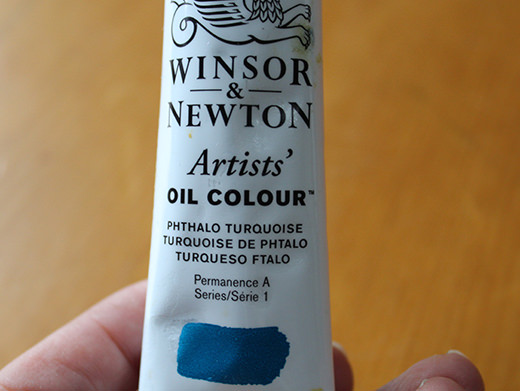 WINSOR
&
NEWTON
Artists'
OIL COLOUR™
PHTHALO TURQUOISE
TURQUOISE DE PHTALO
TURQUESO FTALO
Permanence A
Series/Série 1